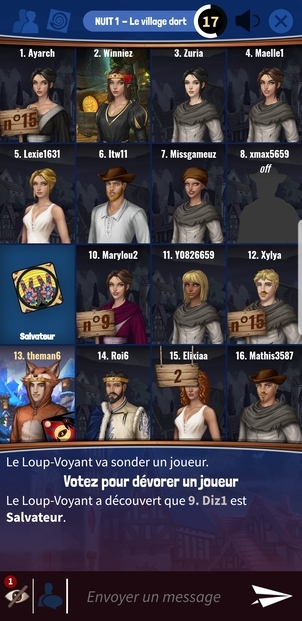 NUIT 1 – Le village dort
17
1. Ayarch
2. Winniez
3. Zuria
4. Maelle1
n°15
5. Lexie1631
6. ltw11
7. Missgameuz
8. xmax5659
off
Salvateur
10. Marylou2
11. Y0826659
12. Xylya
n°9
n°15
13. theman6
14. Roi6
15. Elixiaa
16. Mathis3587
2
Le Loup-Voyant va sonder un joueur.
Votez pour dévorer un joueur
Le Loup-Voyant a découvert que 9. Diz1 est
Salvateur.
1
Envoyer un message